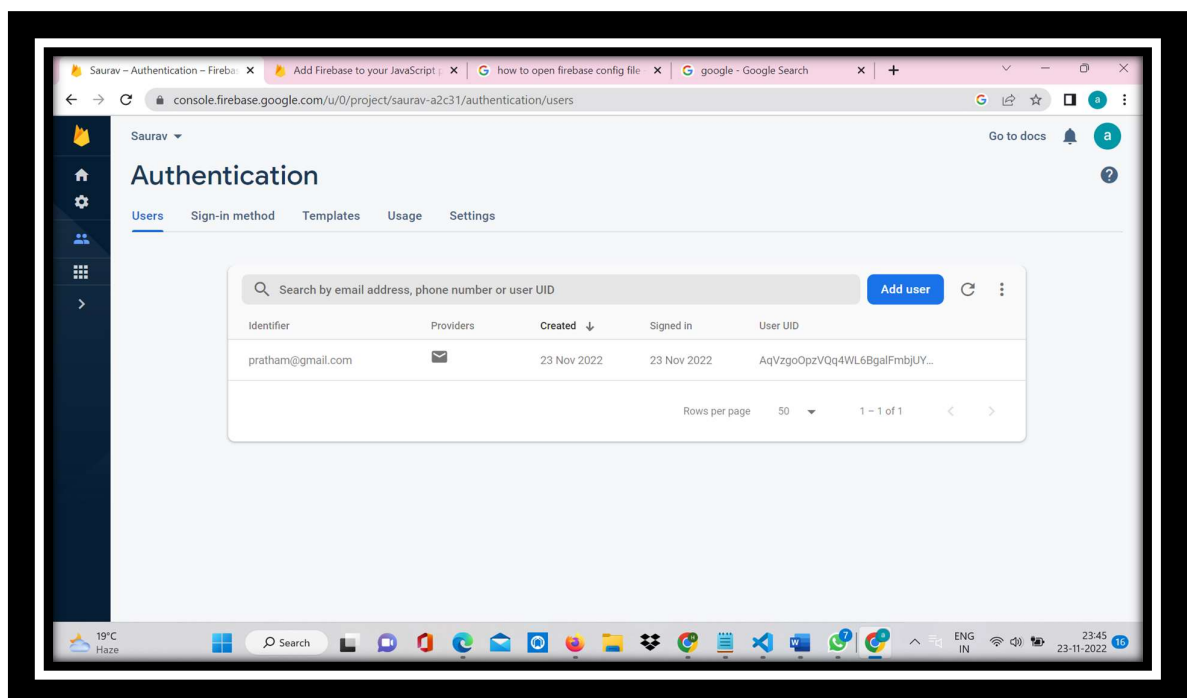 Saurav – Authentication – Fireba
Add Firebase to your JavaScript p
how to open firebase config file -
google - Google Search
console.firebase.google.com/u/0/project/saurav-a2c31/authentication/users
Saurav
Go to docs
a
Authentication
Users Sign-in method Templates Usage Settings
Search by email address, phone number or user UID
Add user
Identifier Providers Created Signed in User UID
pratham@gmail.com 23 Nov 2022 23 Nov 2022 AqVzgoOpzVQq4WL6BgalFmbjUY...
Rows per page 50 1 – 1 of 1
19°C
Haze
Search
ENG
IN
23:45
23-11-2022
16